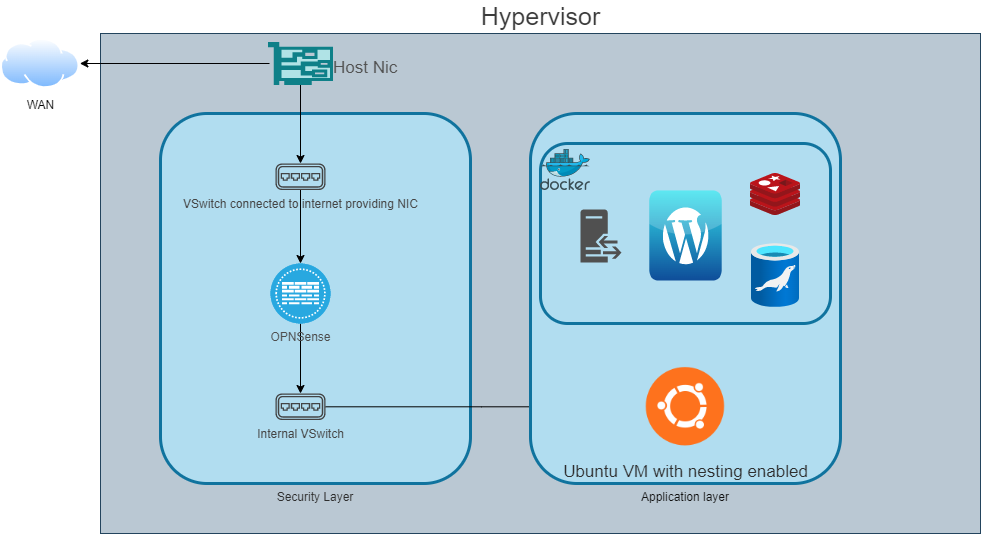 Hypervisor
Host Nic
WAN
docker
VSwitch connected to internet providing NIC
OPNSense
Internal VSwitch
Ubuntu VM with nesting enabled
Security Layer
Application layer